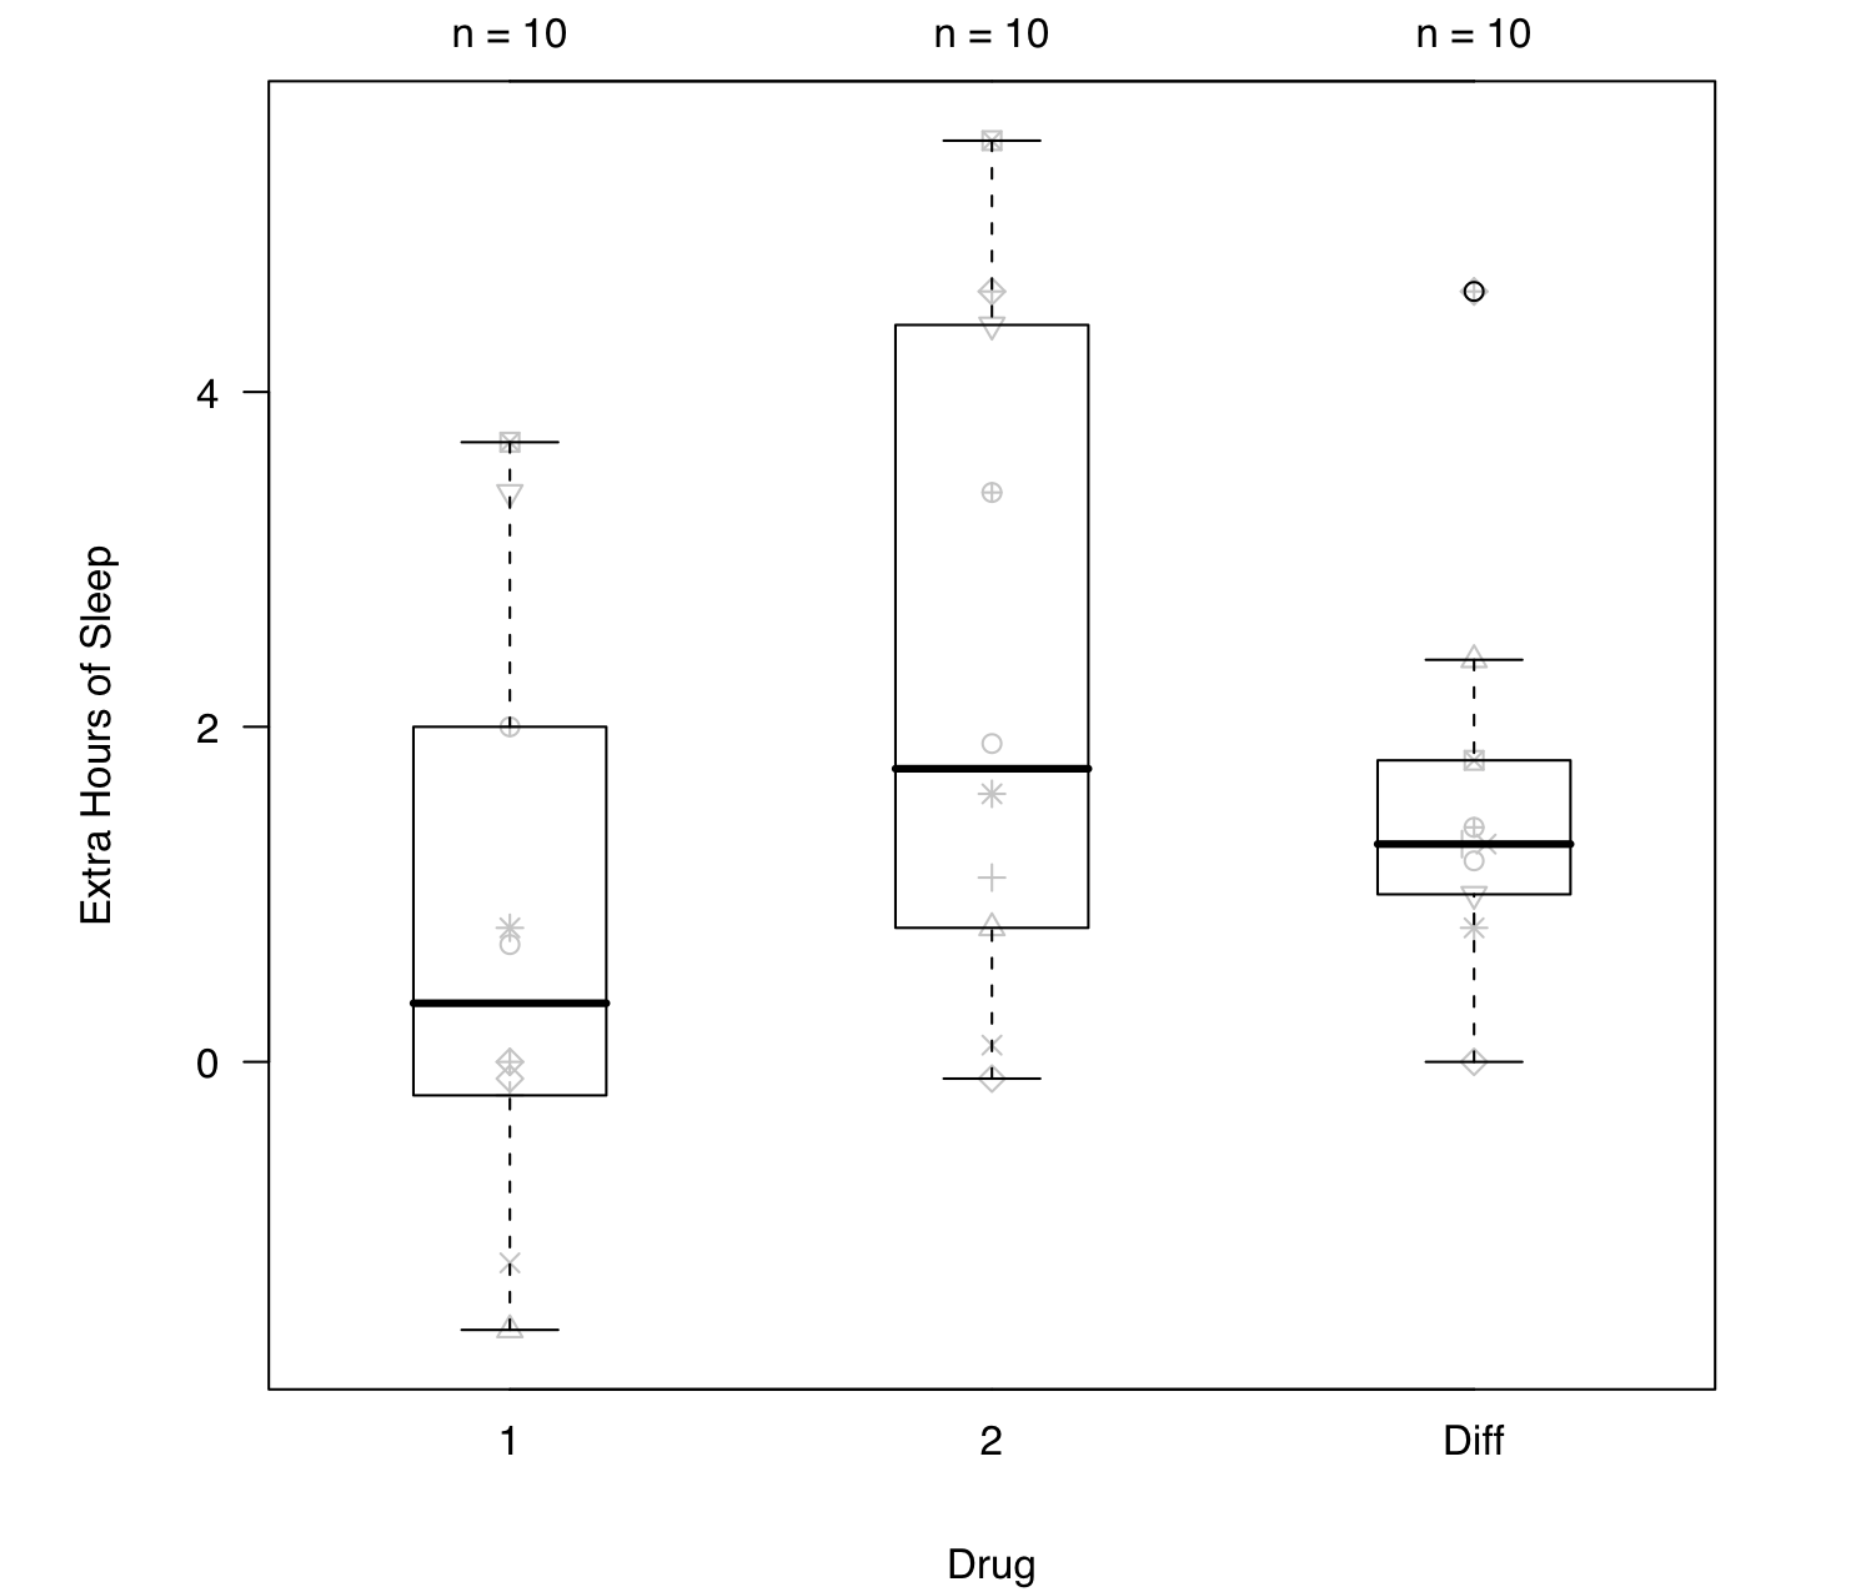 n = 10 n = 10 n = 10
Extra Hours of Sleep
4
2
0
1 2 Diff
Drug